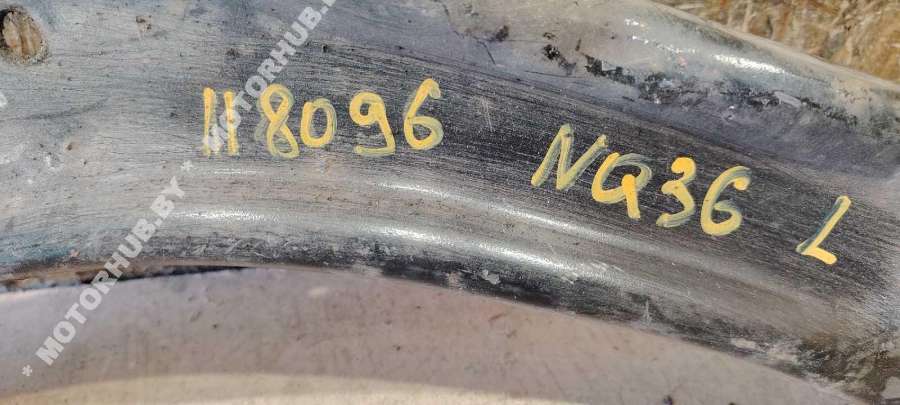 118096 NG36 L
* MOTORHUB.BY * MOTORHUB.BY